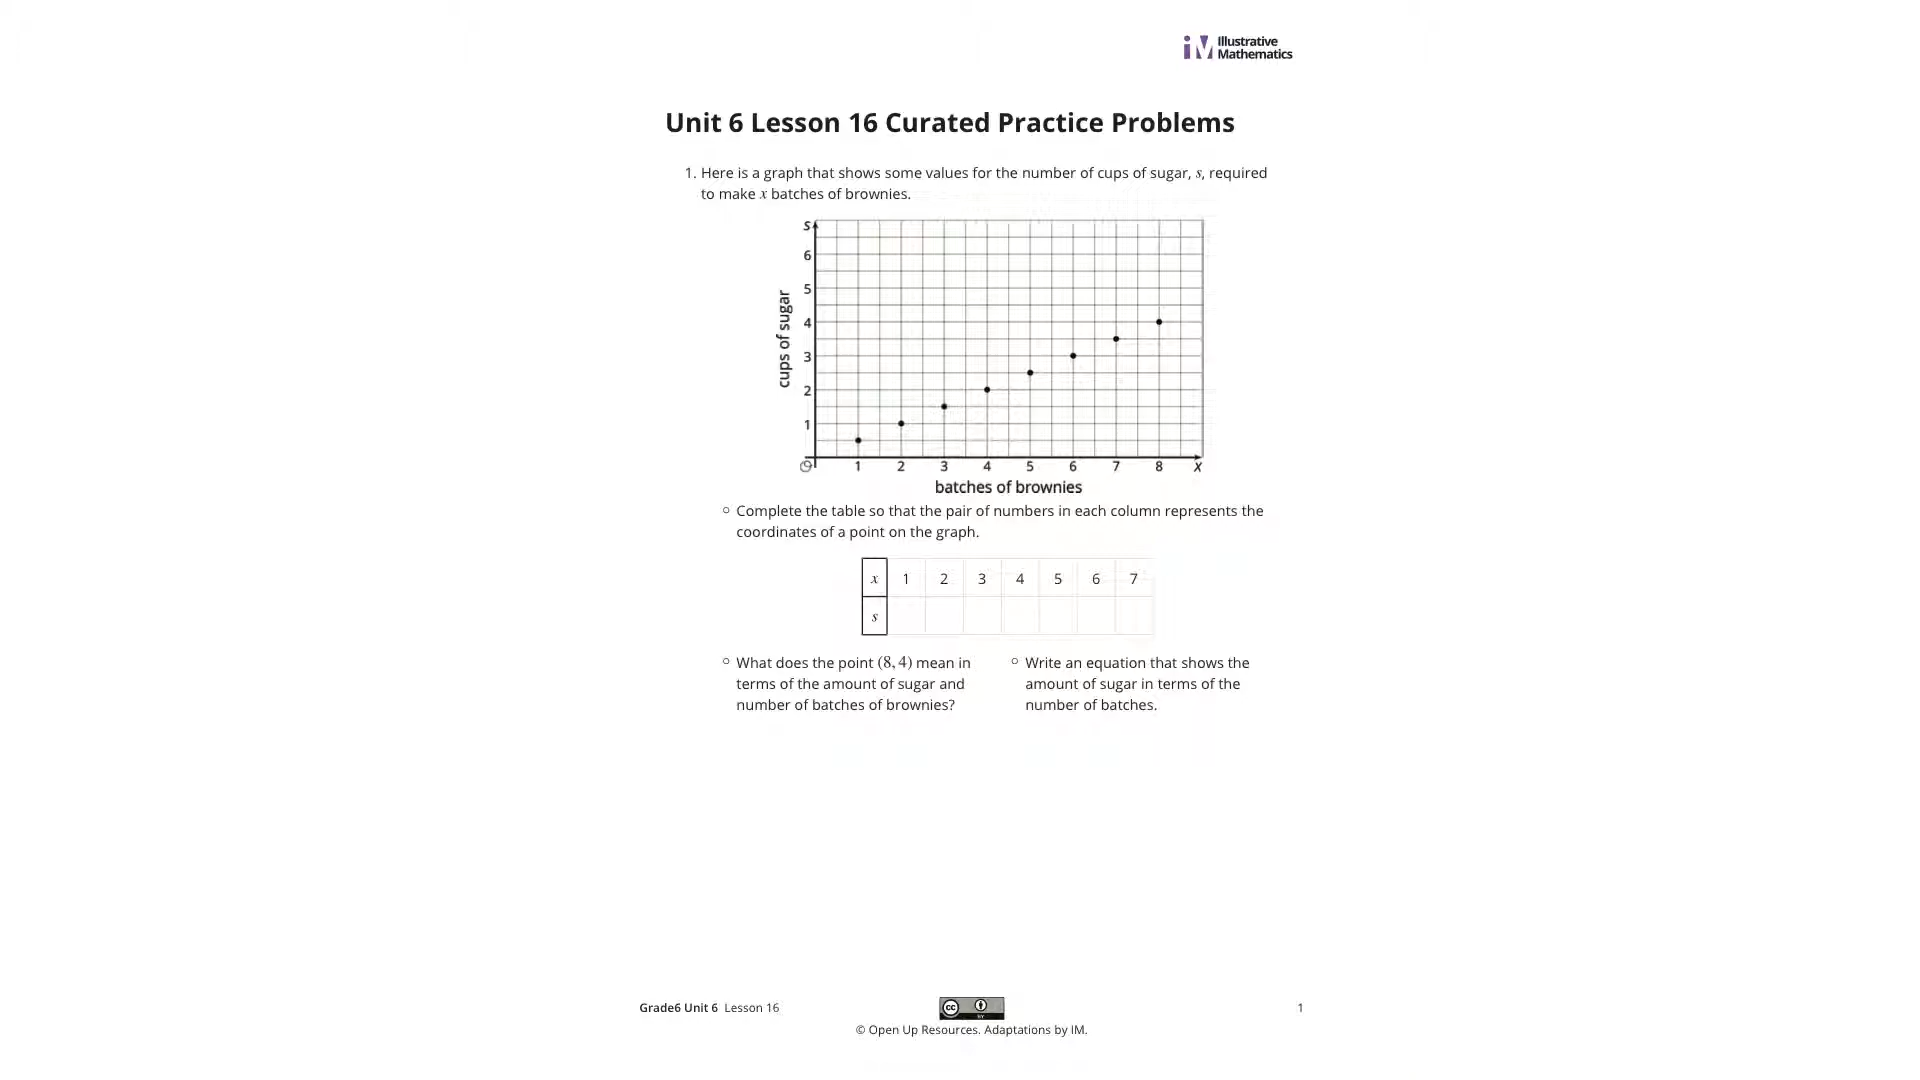 Illustrative
Mathematics
Unit 6 Lesson 16 Curated Practice Problems
1. Here is a graph that shows some values for the number of cups of sugar, s, required
to make x batches of brownies.
s
6
5
4
3
2
1
cups of sugar
O 1 2 3 4 5 6 7 8 x
batches of brownies
○ Complete the table so that the pair of numbers in each column represents the
coordinates of a point on the graph.
x 1 2 3 4 5 6 7
s
○ What does the point (8, 4) mean in
terms of the amount of sugar and
number of batches of brownies?
○ Write an equation that shows the
amount of sugar in terms of the
number of batches.
Grade6 Unit 6 Lesson 16
cc
BY
1
© Open Up Resources. Adaptations by IM.